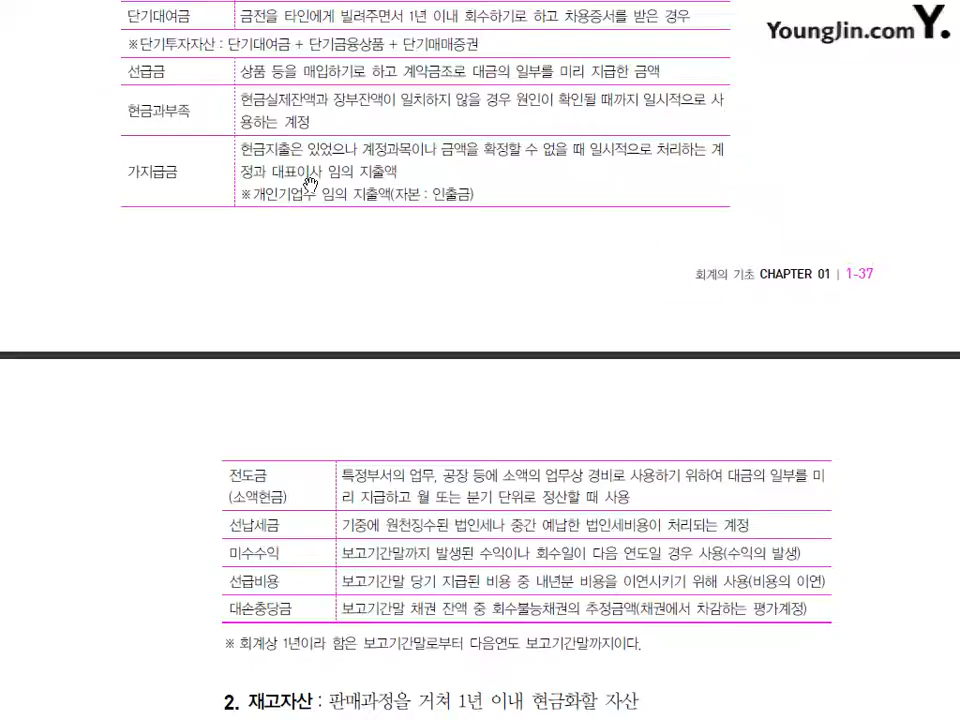 단기대여금 금전을 타인에게 빌려주면서 1년 이내 회수하기로 하고 차용증서를 받은 경우
YoungJin.com Y.
※단기투자자산 : 단기대여금 + 단기금융상품 + 단기매매증권
선급금 상품 등을 매입하기로 하고 계약금조로 대금의 일부를 미리 지급한 금액
현금과부족 현금실제잔액과 장부잔액이 일치하지 않을 경우 원인이 확인될 때까지 일시적으로 사
용하는 계정
가지급금 현금지출은 있었으나 계정과목이나 금액을 확정할 수 없을 때 일시적으로 처리하는 계
정과 대표이사 임의 지출액
※개인기업주 임의 지출액(자본 : 인출금)
회계의 기초 CHAPTER 01 | 1-37
전도금 특정부서의 업무, 공장 등에 소액의 업무상 경비로 사용하기 위하여 대금의 일부를 미
(소액현금) 리 지급하고 월 또는 분기 단위로 정산할 때 사용
선납세금 기중에 원천징수된 법인세나 중간 예납한 법인세비용이 처리되는 계정
미수수익 보고기간말까지 발생된 수익이나 회수일이 다음 연도일 경우 사용(수익의 발생)
선급비용 보고기간말 당기 지급된 비용 중 내년분 비용을 이연시키기 위해 사용(비용의 이연)
대손충당금 보고기간말 채권 잔액 중 회수불능채권의 추정금액(채권에서 차감하는 평가계정)
※ 회계상 1년이라 함은 보고기간말로부터 다음연도 보고기간말까지이다.
2. 재고자산 : 판매과정을 거쳐 1년 이내 현금화할 자산